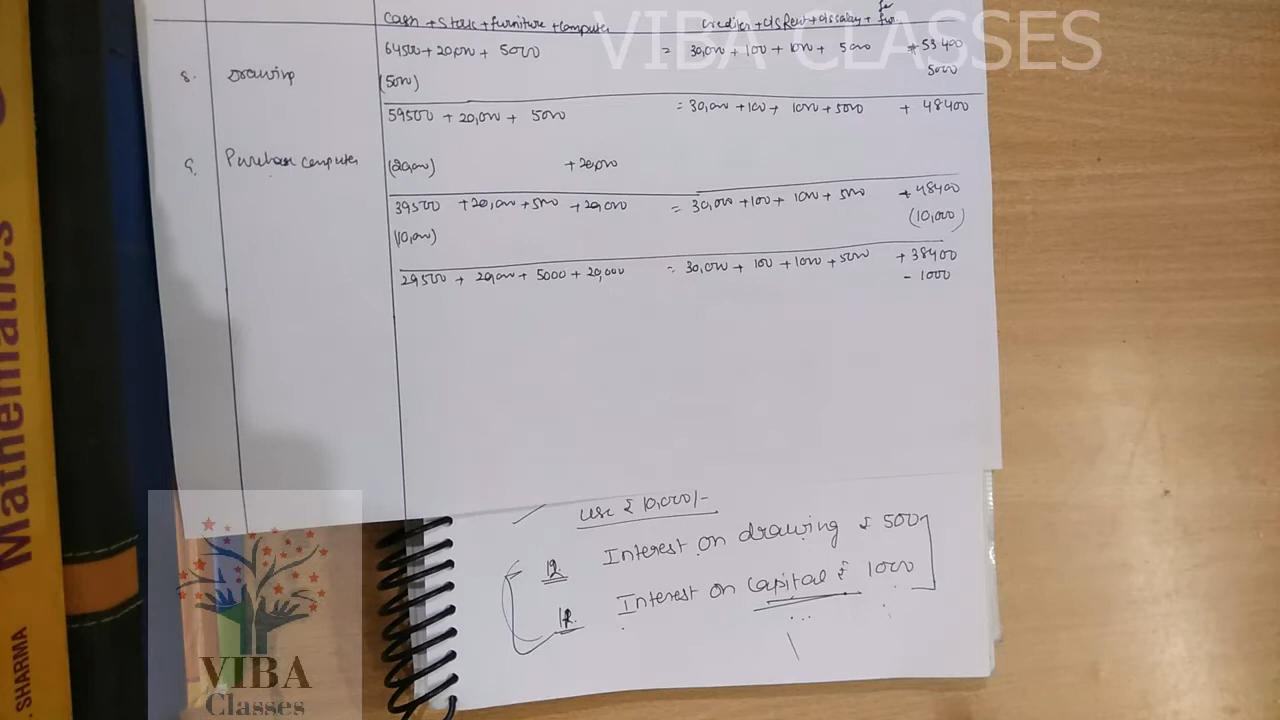 VIBA CLASSES
Cash + Stock + furniture + computer Creditor + O/s Rent + O/s salary +
64500 + 20,000 + 5000 = 30,000 + 100 + 1000 + 5000 + 53400
8. Drawing (5000) 5000
59500 + 20,000 + 5000 = 30,000 + 100 + 1000 + 5000 + 48400
9. Purchase computer (20,000) + 20,000
39500 + 20,000 + 5000 + 20,000 = 30,000 + 100 + 1000 + 5000 + 48400
(10,000) (10,000)
29500 + 20,000 + 5000 + 20,000 = 30,000 + 100 + 1000 + 5000 + 38400
- 1000
use ₹ 10,000/-
12. Interest on drawing ₹ 500
Interest on Capital ₹ 1000
Mathematics
. SHARMA
VIBA
Classes